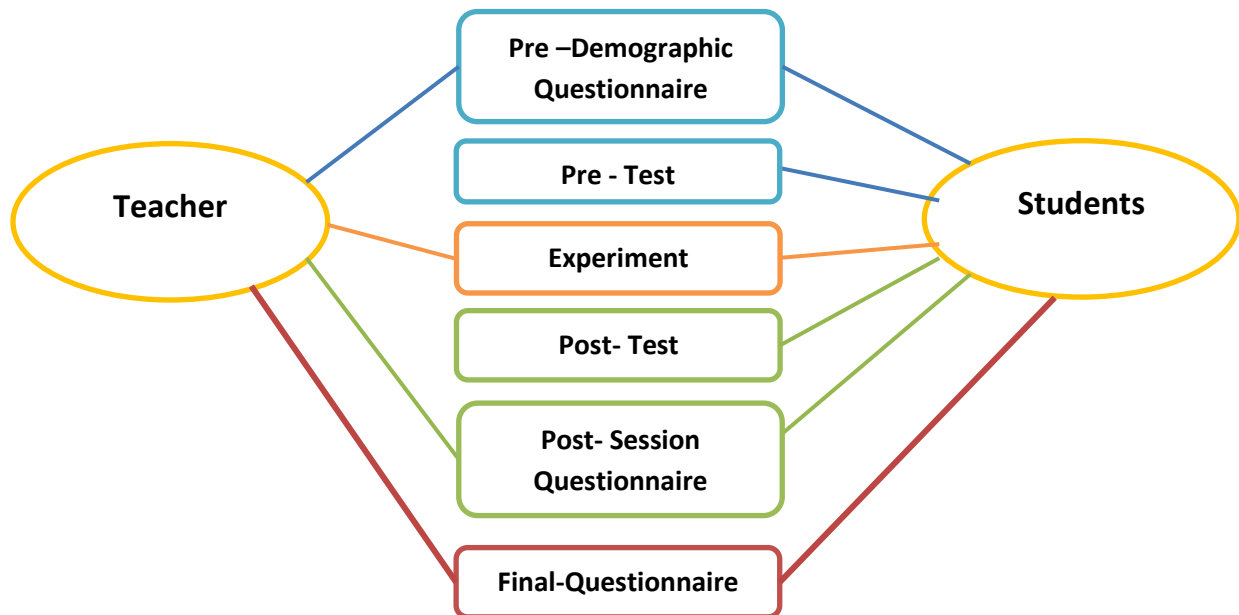 Pre –Demographic
Questionnaire
Teacher
Pre - Test
Students
Experiment
Post- Test
Post- Session
Questionnaire
Final-Questionnaire